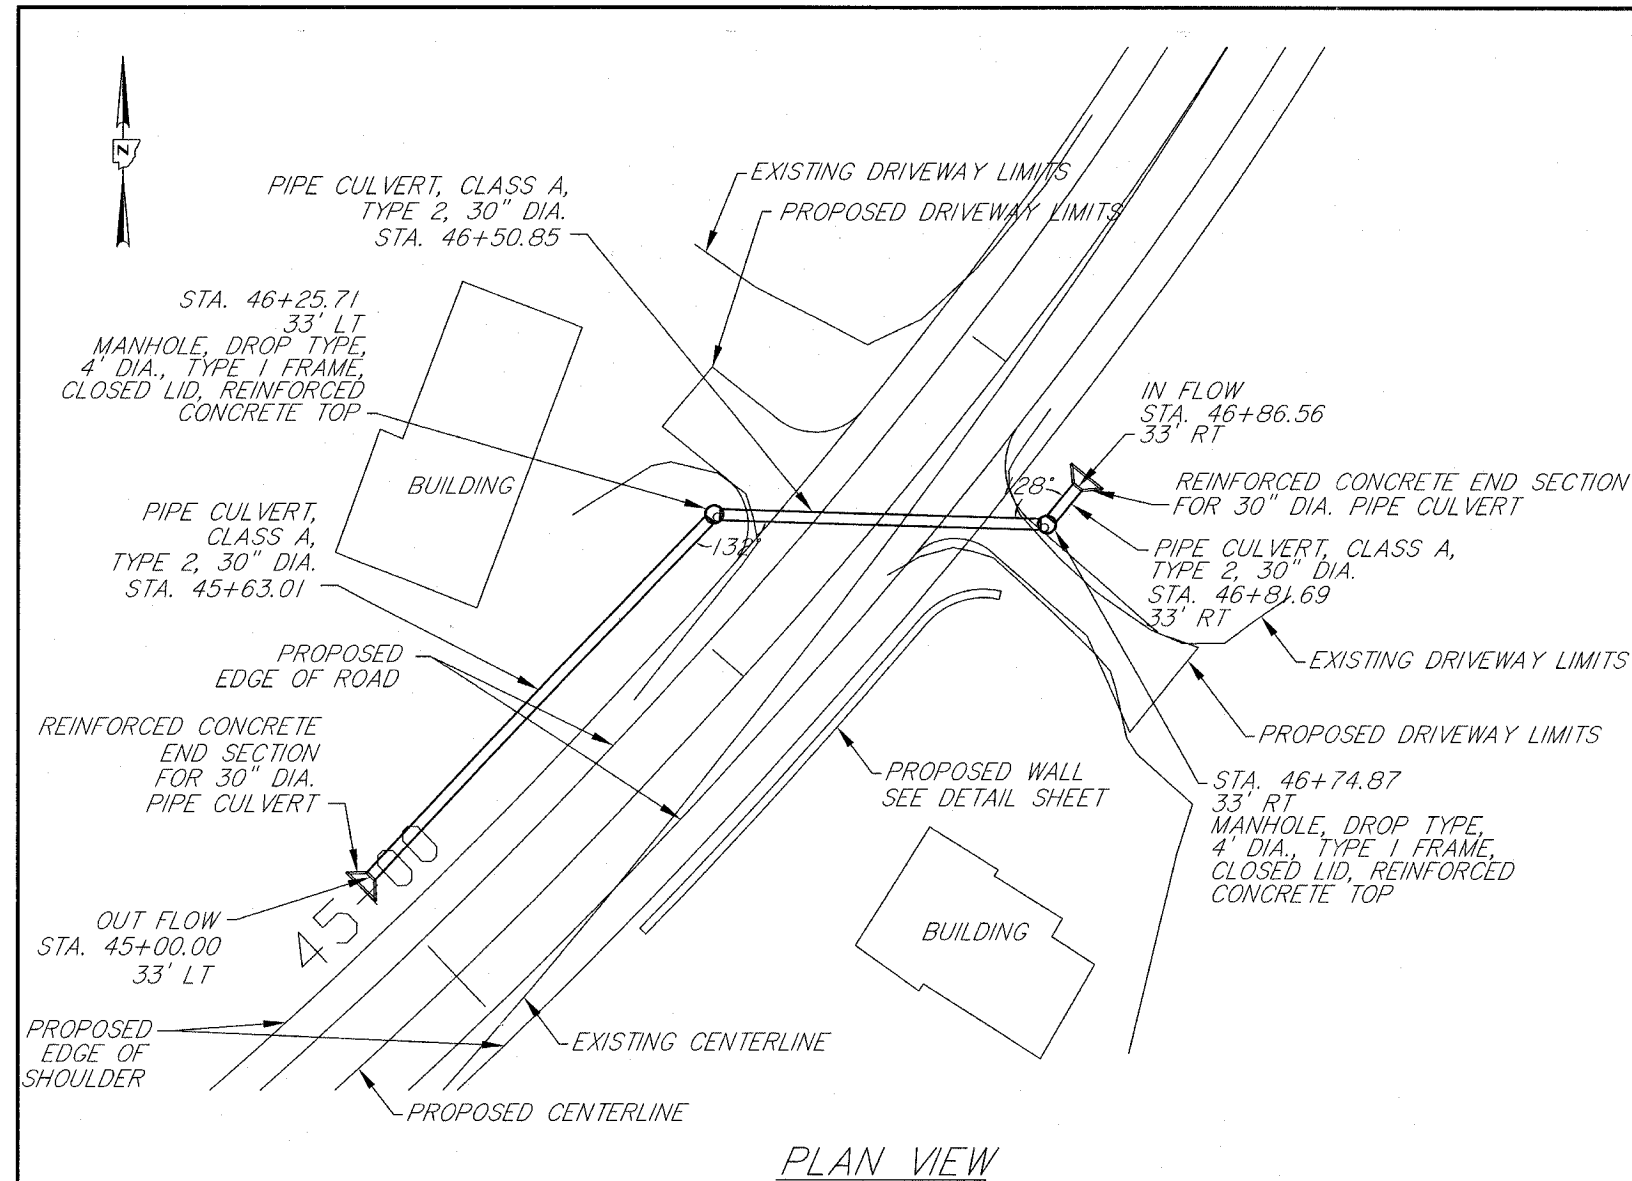 N
EXISTING DRIVEWAY LIMITS
PROPOSED DRIVEWAY LIMITS
PIPE CULVERT, CLASS A,
TYPE 2, 30" DIA.
STA. 46+50.85
STA. 46+25.71
33' LT
MANHOLE, DROP TYPE,
4' DIA., TYPE 1 FRAME,
CLOSED LID, REINFORCED
CONCRETE TOP
IN FLOW
STA. 46+86.56
33' RT
REINFORCED CONCRETE END SECTION
FOR 30" DIA. PIPE CULVERT
BUILDING
PIPE CULVERT,
CLASS A,
TYPE 2, 30" DIA.
STA. 45+63.01
132°
PIPE CULVERT, CLASS A,
TYPE 2, 30" DIA.
STA. 46+81.69
33' RT
EXISTING DRIVEWAY LIMITS
PROPOSED
EDGE OF ROAD
PROPOSED DRIVEWAY LIMITS
REINFORCED CONCRETE
END SECTION
FOR 30" DIA.
PIPE CULVERT
PROPOSED WALL
SEE DETAIL SHEET
STA. 46+74.87
33' RT
MANHOLE, DROP TYPE,
4' DIA., TYPE 1 FRAME,
CLOSED LID, REINFORCED
CONCRETE TOP
45+00
OUT FLOW
STA. 45+00.00
33' LT
BUILDING
PROPOSED
EDGE OF
SHOULDER
EXISTING CENTERLINE
PROPOSED CENTERLINE
PLAN VIEW